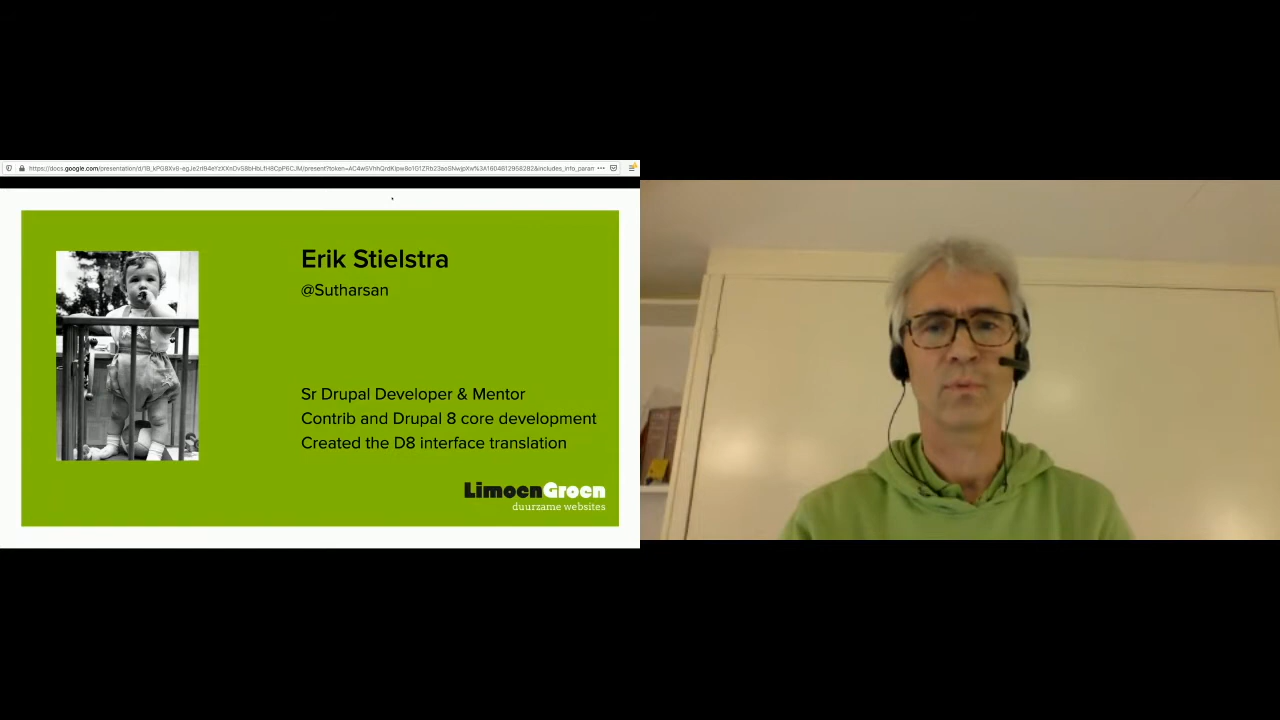 Erik Stielstra
@Sutharsan
Sr Drupal Developer & Mentor
Contrib and Drupal 8 core development
Created the D8 interface translation
LimoenGroen
duurzame websites